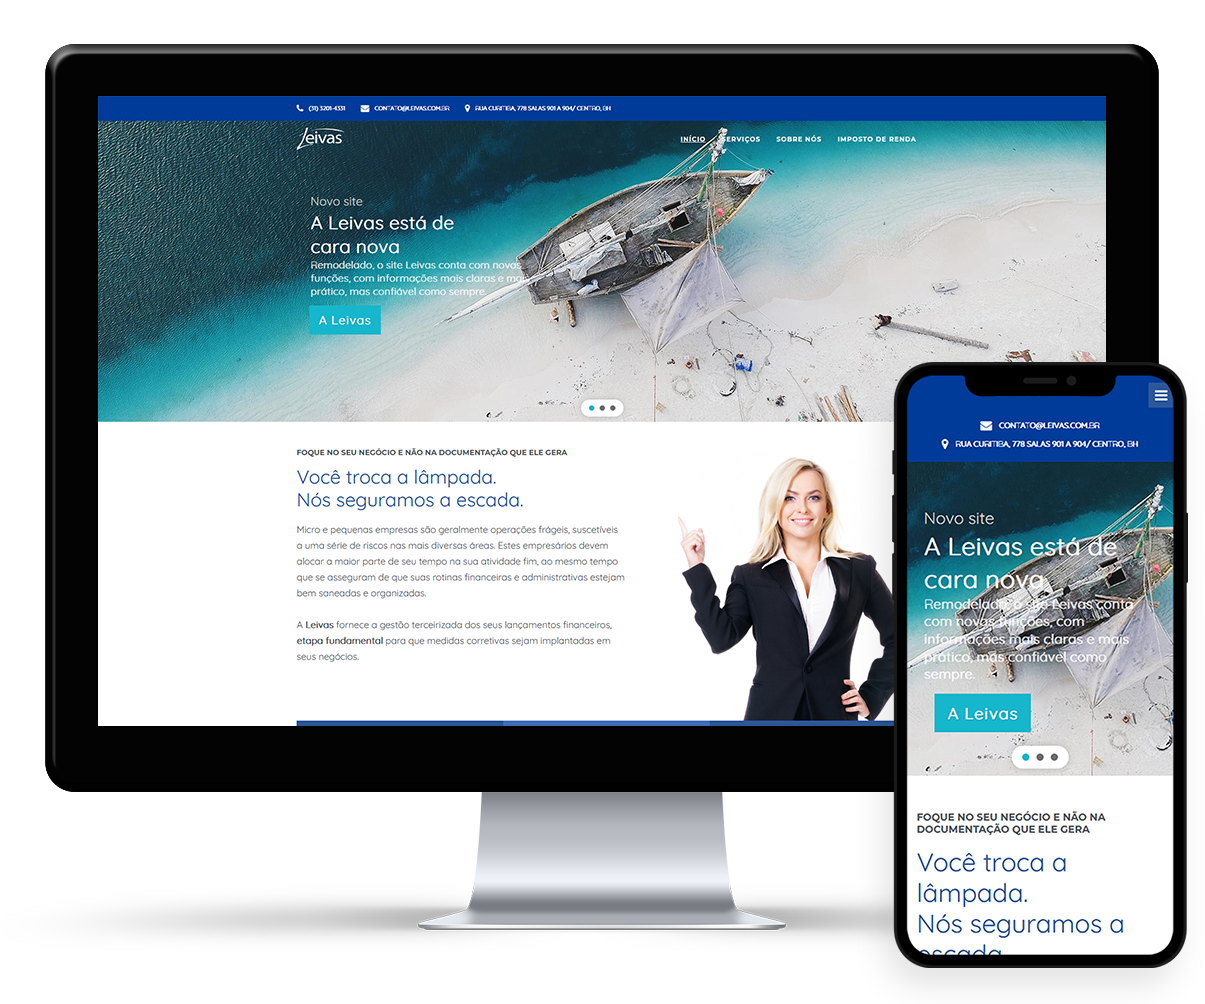 (31) 3201-4331 CONTATO@LEIVAS.COM.BR RUA CURITIBA, 778 SALAS 901 A 904/ CENTRO, BH
Leivas INÍCIO SERVIÇOS SOBRE NÓS IMPOSTO DE RENDA
Novo site
A Leivas está de
cara nova
Remodelado, o site Leivas conta com novas
funções, com informações mais claras e mais
prático, mas confiável como sempre.
A Leivas
FOQUE NO SEU NEGÓCIO E NÃO NA DOCUMENTAÇÃO QUE ELE GERA
Você troca a lâmpada.
Nós seguramos a escada.
Micro e pequenas empresas são geralmente operações frágeis, suscetíveis
a uma série de riscos nas mais diversas áreas. Estes empresários devem
alocar a maior parte de seu tempo na sua atividade fim, ao mesmo tempo
que se asseguram de que suas rotinas financeiras e administrativas estejam
bem saneadas e organizadas.
A Leivas fornece a gestão terceirizada dos seus lançamentos financeiros,
etapa fundamental para que medidas corretivas sejam implantadas em
seus negócios.
CONTATO@LEIVAS.COM.BR
RUA CURITIBA, 778 SALAS 901 A 904/ CENTRO, BH
Novo site
A Leivas está de
cara nova
Remodelado, o site Leivas conta
com novas funções, com
informações mais claras e mais
prático, mas confiável como
sempre.
A Leivas
FOQUE NO SEU NEGÓCIO E NÃO NA
DOCUMENTAÇÃO QUE ELE GERA
Você troca a
lâmpada.
Nós seguramos a
escada.